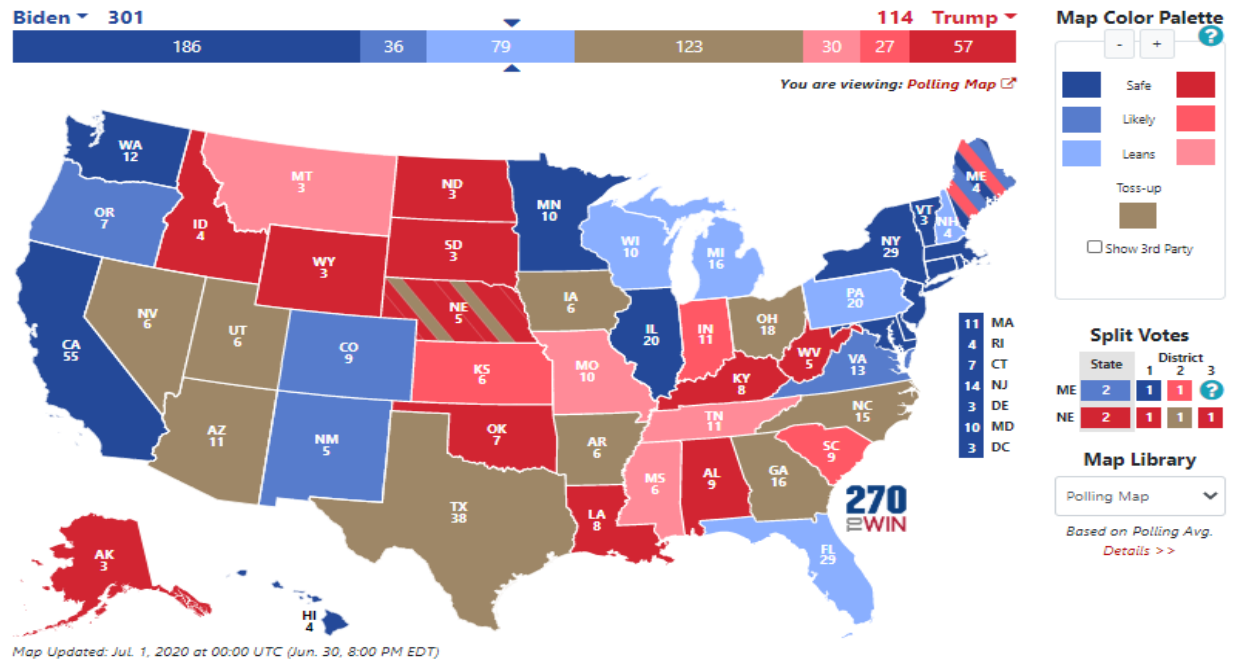 Biden 301
114 Trump
186 36 79 123 30 27 57
You are viewing: Polling Map
Map Color Palette
- + ?
Safe
Likely
Leans
Toss-up
Show 3rd Party
WA
12
OR
7
CA
55
NV
6
ID
4
MT
3
WY
3
UT
6
AZ
11
CO
9
NM
5
ND
3
SD
3
NE
5
KS
6
OK
7
TX
38
MN
10
IA
6
MO
10
AR
6
LA
8
WI
10
IL
20
MI
16
IN
11
OH
18
KY
8
TN
11
MS
6
AL
9
GA
16
FL
29
SC
9
NC
15
VA
13
WV
5
PA
20
NY
29
VT
3
NH
4
ME
4
AK
3
HI
4
11 MA
4 RI
7 CT
14 NJ
3 DE
10 MD
3 DC
270
TO WIN
Split Votes
State District
1 2 3
ME 2 1 1 ?
NE 2 1 1 1
Map Library
Polling Map
Based on Polling Avg.
Details >>
Map Updated: Jul. 1, 2020 at 00:00 UTC (Jun. 30, 8:00 PM EDT)